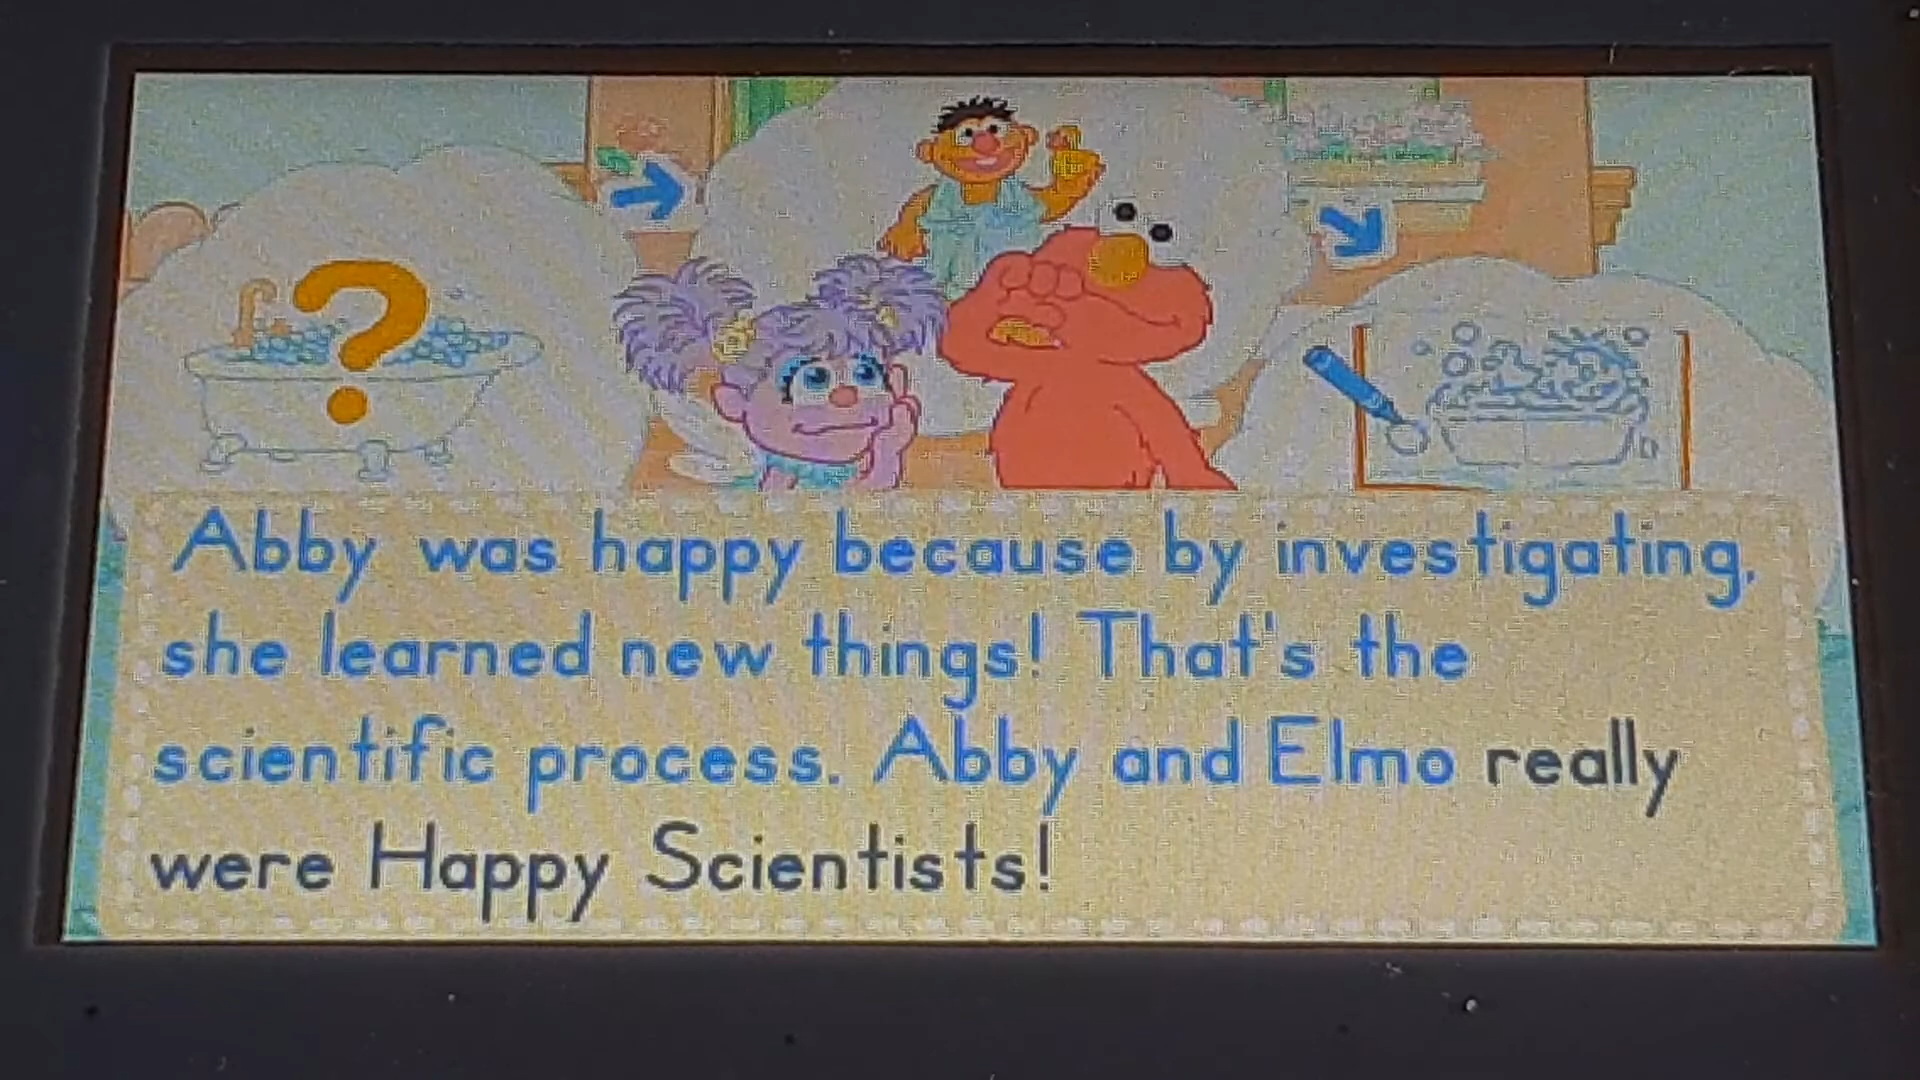 Abby was happy because by investigating,
she learned new things! That's the
scientific process. Abby and Elmo really
were Happy Scientists!